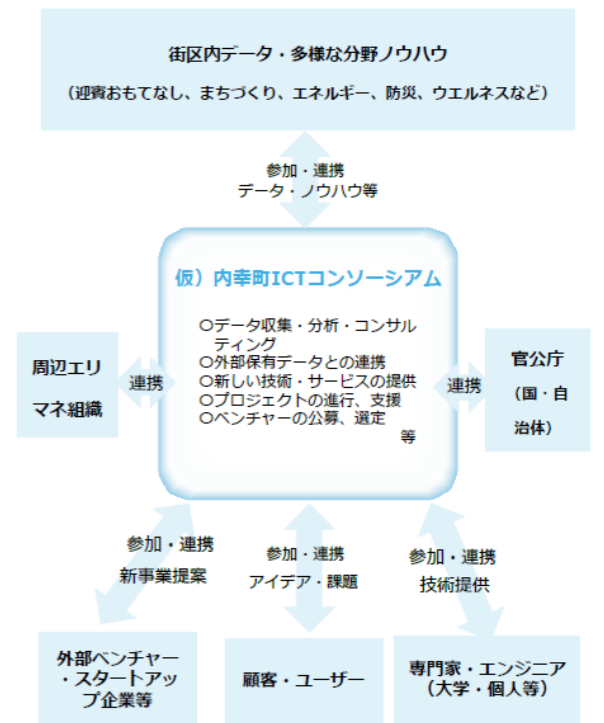 街区内データ・多様な分野ノウハウ
（迎賓おもてなし、まちづくり、エネルギー、防災、ウエルネスなど）
参加・連携
データ・ノウハウ等
仮）内幸町ICTコンソーシアム
○データ収集・分析・コンサル
ティング
○外部保有データとの連携
○新しい技術・サービスの提供
○プロジェクトの進行、支援
○ベンチャーの公募、選定
等
周辺エリ
マネ組織
連携
連携
官公庁
（国・自
治体）
参加・連携
新事業提案
参加・連携
アイデア・課題
参加・連携
技術提供
外部ベンチャー
・スタートアッ
プ企業等
顧客・ユーザー
専門家・エンジニア
（大学・個人等）